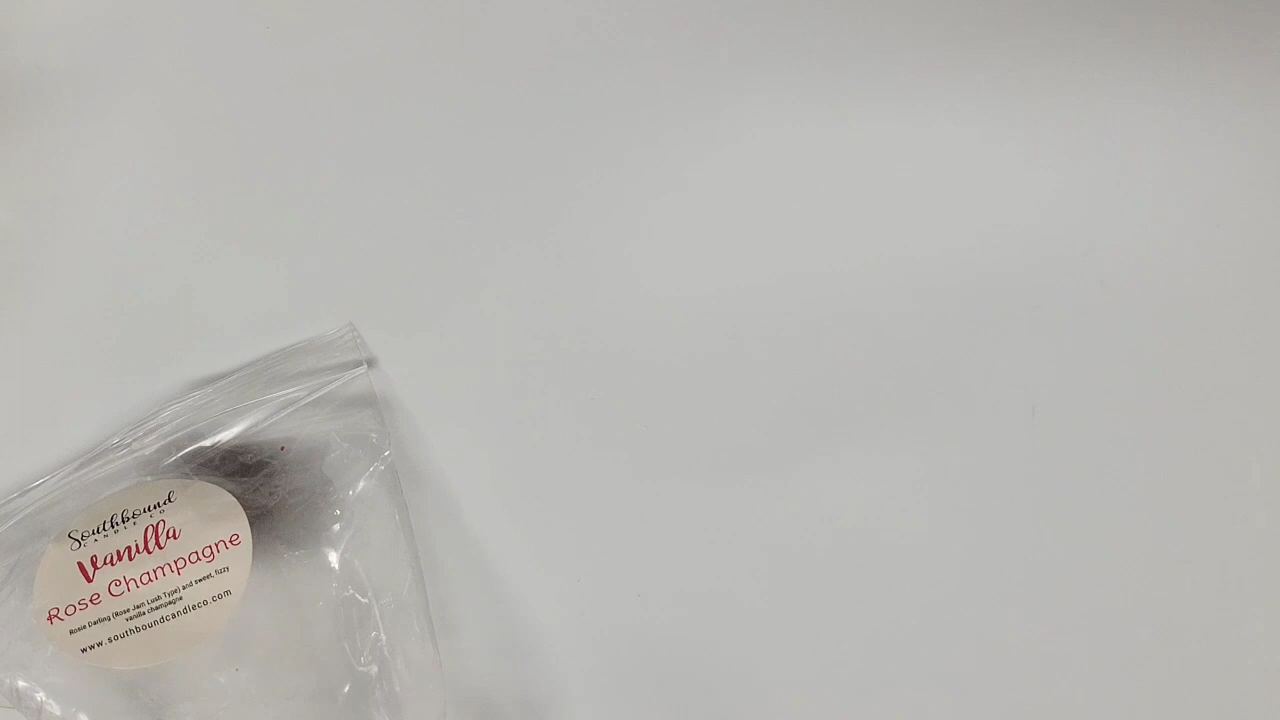 Southbound
CANDLE CO
Vanilla
Rose Champagne
Rosie Darling (Rose Jam Lush Type) and sweet, fizzy
vanilla champagne
www.southboundcandleco.com